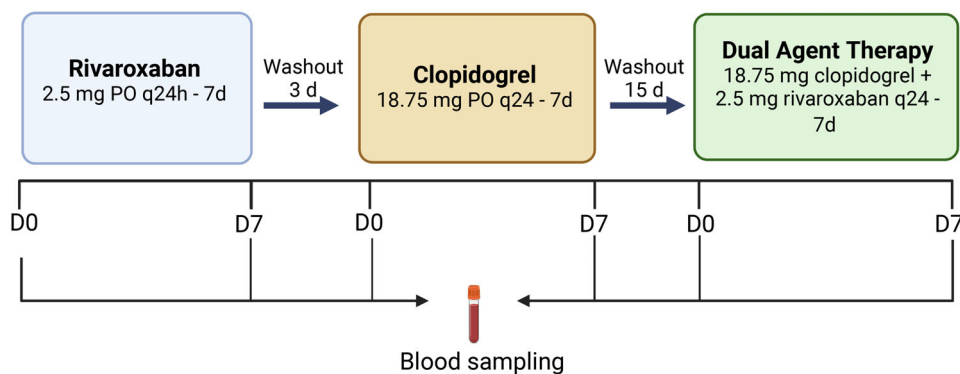 Rivaroxaban
2.5 mg PO q24h - 7d
Washout
3 d
Clopidogrel
18.75 mg PO q24 - 7d
Washout
15 d
Dual Agent Therapy
18.75 mg clopidogrel +
2.5 mg rivaroxaban q24 -
7d
D0
D7
D0
D7
D0
D7
Blood sampling